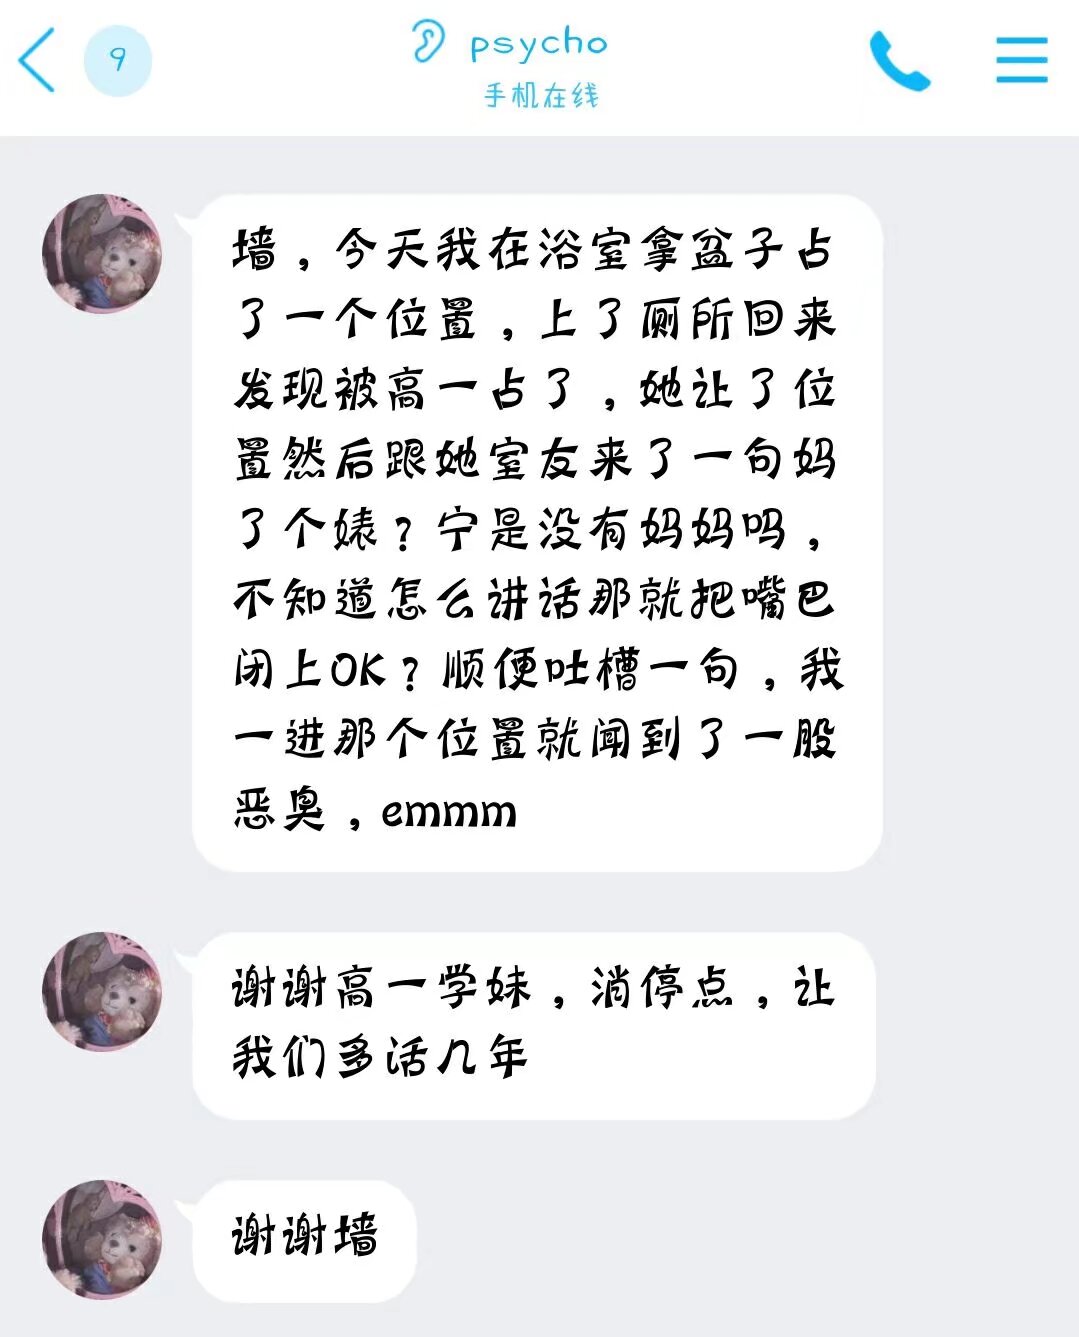 9
psycho
手机在线
墙，今天我在浴室拿盆子占
了一个位置，上了厕所回来
发现被高一占了，她让了位
置然后跟她室友来了一句妈
了个婊？宁是没有妈妈吗，
不知道怎么讲话那就把嘴巴
闭上OK？顺便吐槽一句，我
一进那个位置就闻到了一股
恶臭，emmm
谢谢高一学妹，消停点，让
我们多活几年
谢谢墙